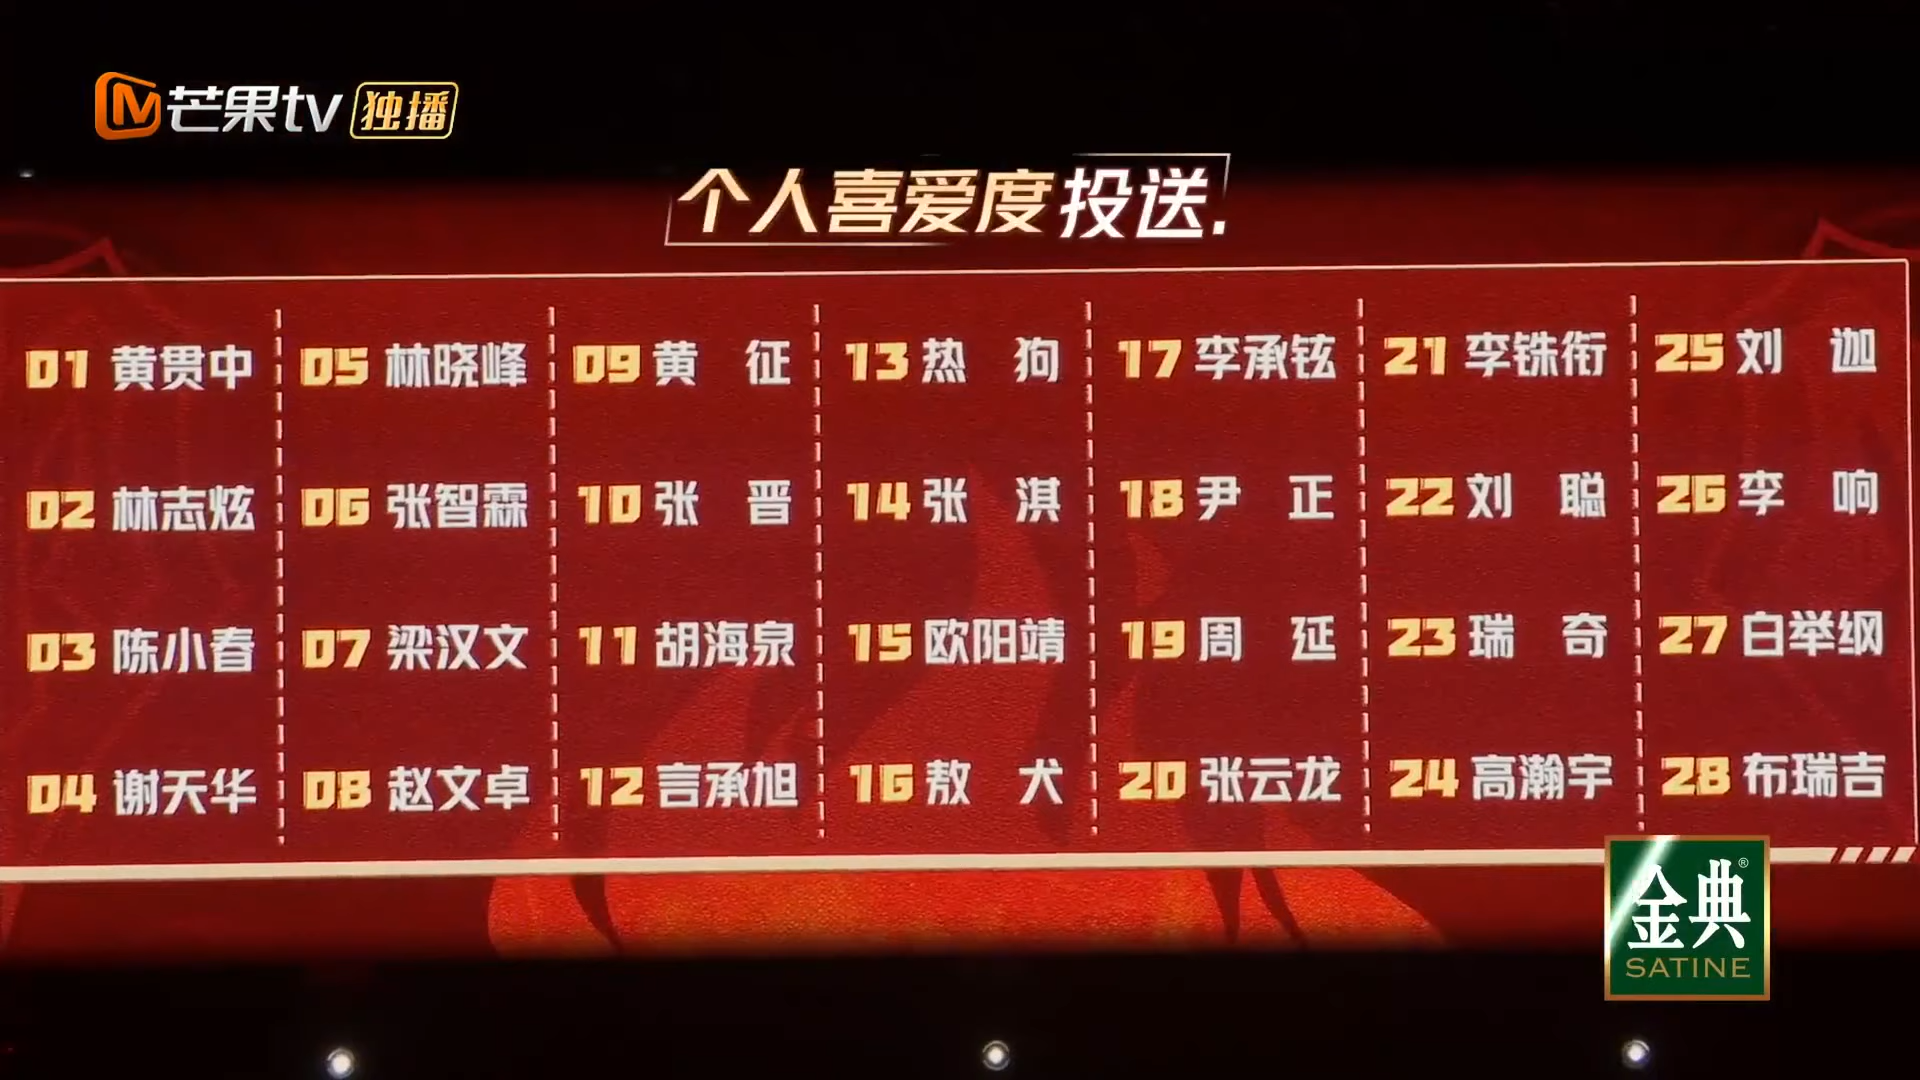 芒果tv 独播
个人喜爱度投送.
01 黄贯中 05 林晓峰 09 黄 征 13 热 狗 17 李承铉 21 李铢衔 25 刘 迦
02 林志炫 06 张智霖 10 张 晋 14 张 淇 18 尹 正 22 刘 聪 26 李 响
03 陈小春 07 梁汉文 11 胡海泉 15 欧阳靖 19 周 延 23 瑞 奇 27 白举纲
04 谢天华 08 赵文卓 12 言承旭 16 敖 犬 20 张云龙 24 高瀚宇 28 布瑞吉
金典®
SATINE